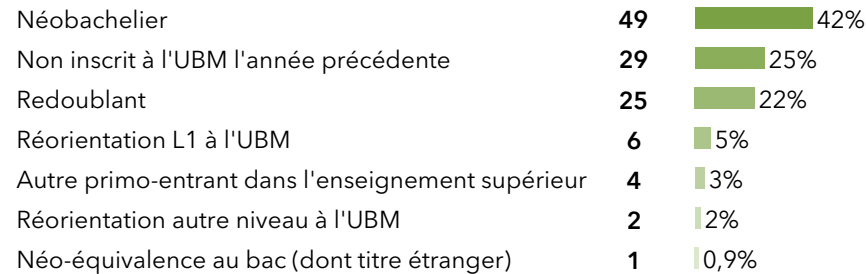 Néobachelier 49 42%
Non inscrit à l'UBM l'année précédente 29 25%
Redoublant 25 22%
Réorientation L1 à l'UBM 6 5%
Autre primo-entrant dans l'enseignement supérieur 4 3%
Réorientation autre niveau à l'UBM 2 2%
Néo-équivalence au bac (dont titre étranger) 1 0,9%